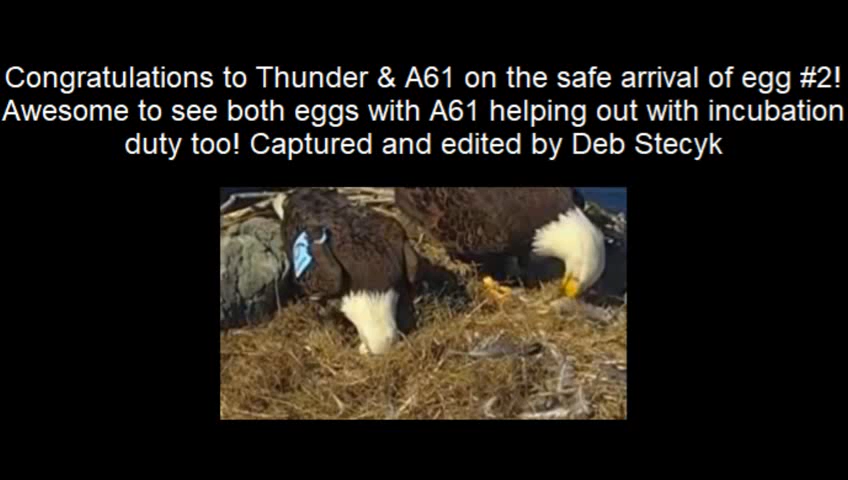 Congratulations to Thunder & A61 on the safe arrival of egg #2!
Awesome to see both eggs with A61 helping out with incubation
duty too! Captured and edited by Deb Stecyk